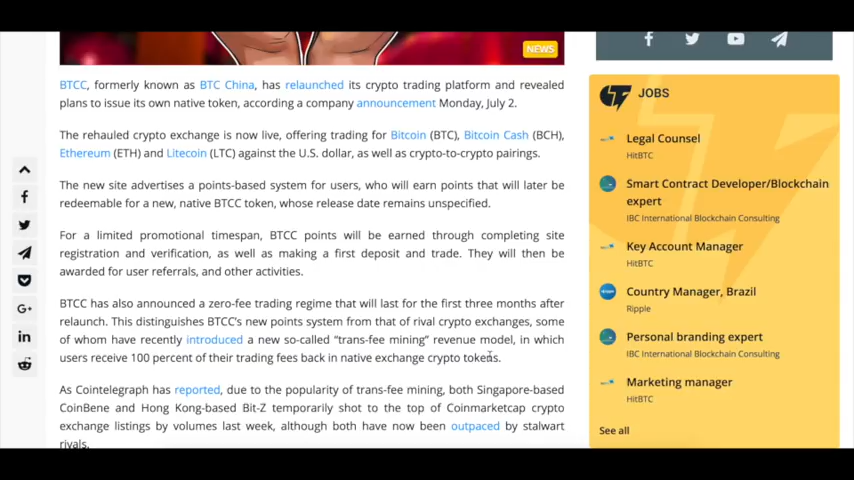 NEWS
BTCC, formerly known as BTC China, has relaunched its crypto trading platform and revealed
plans to issue its own native token, according a company announcement Monday, July 2.
The rehauled crypto exchange is now live, offering trading for Bitcoin (BTC), Bitcoin Cash (BCH),
Ethereum (ETH) and Litecoin (LTC) against the U.S. dollar, as well as crypto-to-crypto pairings.
The new site advertises a points-based system for users, who will earn points that will later be
redeemable for a new, native BTCC token, whose release date remains unspecified.
For a limited promotional timespan, BTCC points will be earned through completing site
registration and verification, as well as making a first deposit and trade. They will then be
awarded for user referrals, and other activities.
BTCC has also announced a zero-fee trading regime that will last for the first three months after
relaunch. This distinguishes BTCC's new points system from that of rival crypto exchanges, some
of whom have recently introduced a new so-called “trans-fee mining” revenue model, in which
users receive 100 percent of their trading fees back in native exchange crypto tokens.
As Cointelegraph has reported, due to the popularity of trans-fee mining, both Singapore-based
CoinBene and Hong Kong-based Bit-Z temporarily shot to the top of Coinmarketcap crypto
exchange listings by volumes last week, although both have now been outpaced by stalwart
rivals.
JOBS
Legal Counsel
HitBTC
Smart Contract Developer/Blockchain
expert
IBC International Blockchain Consulting
Key Account Manager
HitBTC
Country Manager, Brazil
Ripple
Personal branding expert
IBC International Blockchain Consulting
Marketing manager
HitBTC
See all